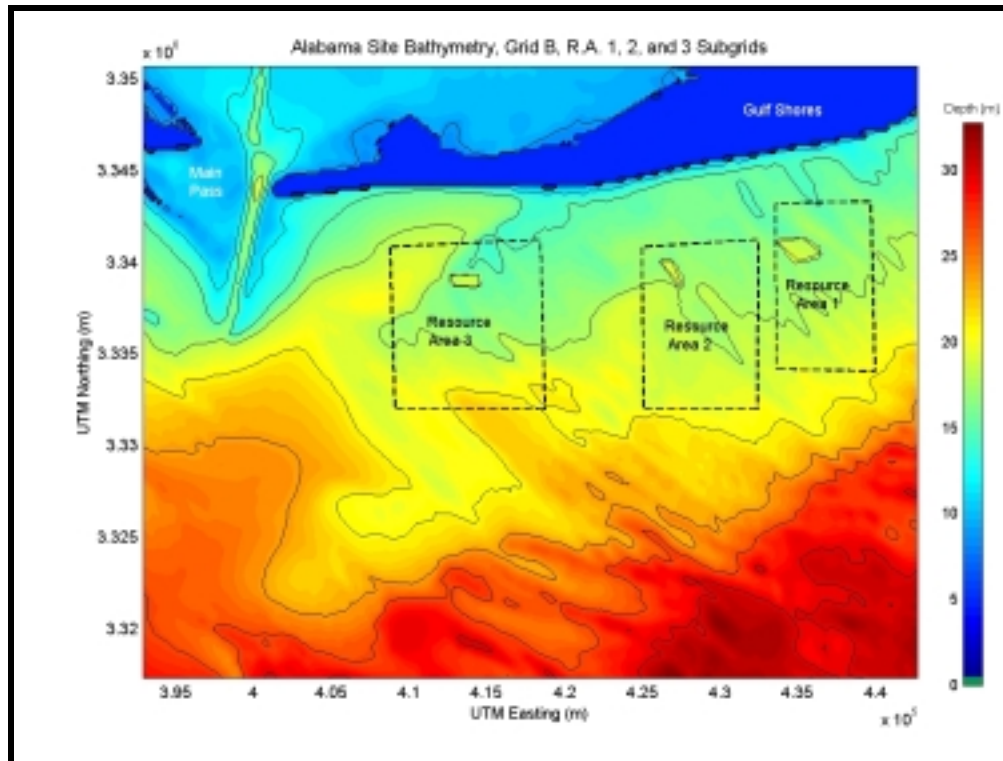 Alabama Site Bathymetry, Grid B, R.A. 1, 2, and 3 Subgrids
x 10⁶
3.35
3.345
3.34
3.395
3.33
3.325
3.32
UTM Northing (m)
Gulf Shores
Main
Pass
Resource
Area 1
Resource
Area 2
Resource
Area 3
3.95
4
4.05
4.1
4.15
4.2
4.25
4.3
4.35
4.4
UTM Easting (m)
x 10⁵
Depth (m)
30
25
20
15
10
5
0